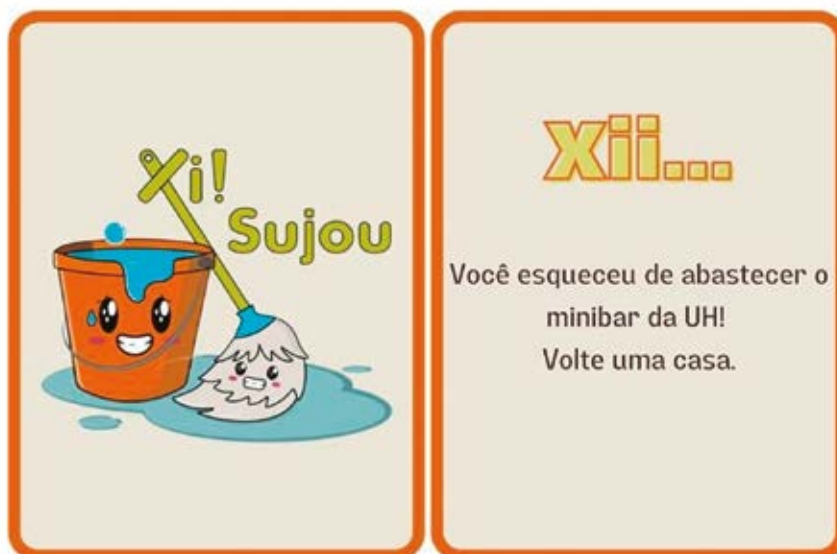 Xi!
Sujou
xii...
Você esqueceu de abastecer o
minibar da UH!
Volte uma casa.